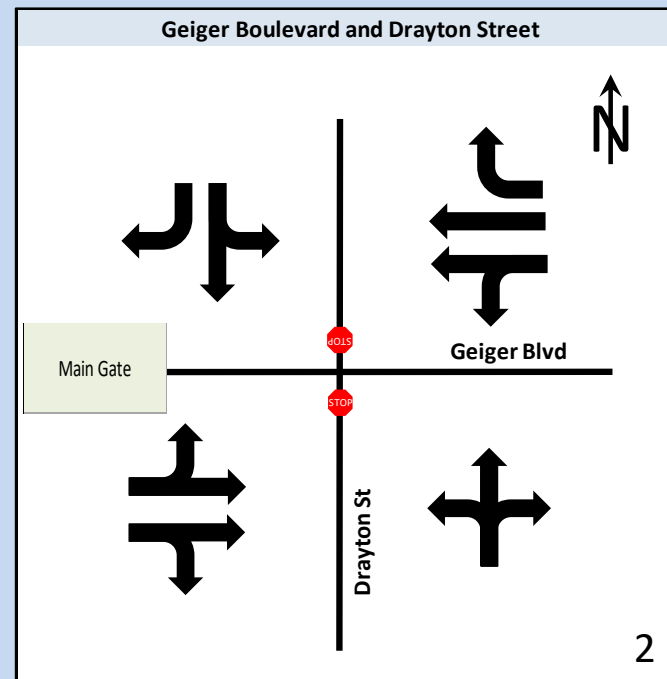 Geiger Boulevard and Drayton Street
N
STOP
Geiger Blvd
Main Gate
STOP
Drayton St
2